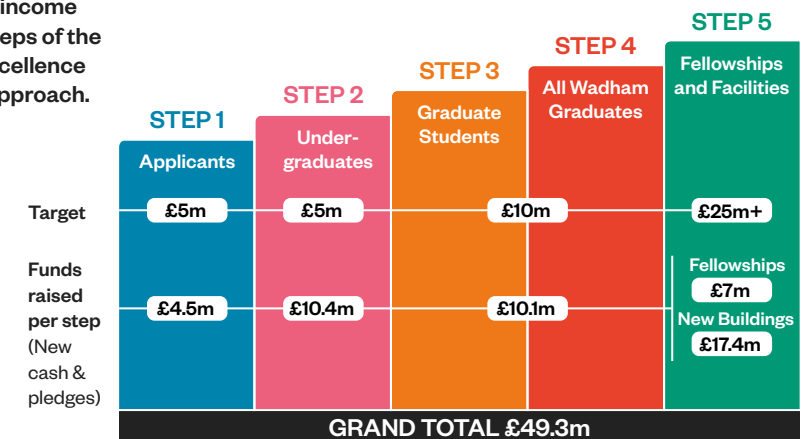 income
eps of the
cellence
pproach.
STEP 1
Applicants
STEP 2
Under-
graduates
STEP 3
Graduate
Students
STEP 4
All Wadham
Graduates
STEP 5
Fellowships
and Facilities
Target
£5m
£5m
£10m
£25m+
Funds
raised
per step
(New
cash &
pledges)
£4.5m
£10.4m
£10.1m
Fellowships
£7m
New Buildings
£17.4m
GRAND TOTAL £49.3m